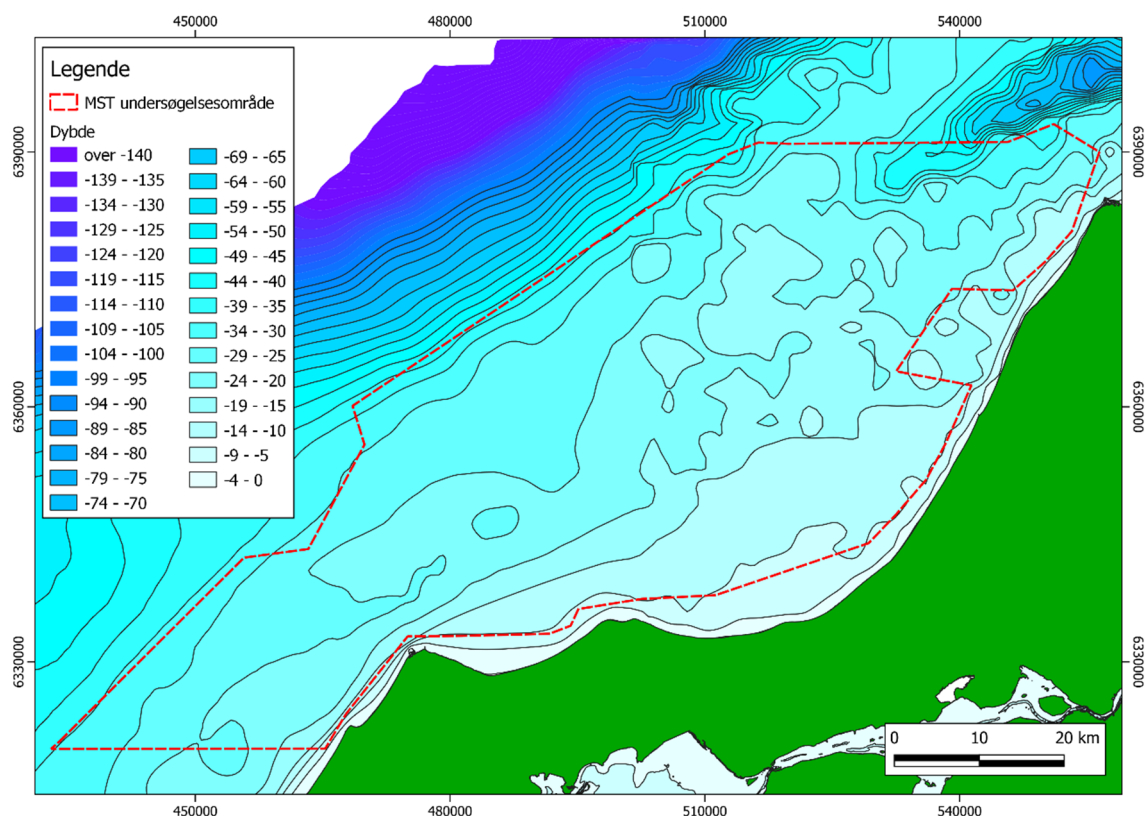 450000 480000 510000 540000
Legende
MST undersøgelsesområde
Dybde
over -140
-139 - -135
-134 - -130
-129 - -125
-124 - -120
-119 - -115
-114 - -110
-109 - -105
-104 - -100
-99 - -95
-94 - -90
-89 - -85
-84 - -80
-79 - -75
-74 - -70
-69 - -65
-64 - -60
-59 - -55
-54 - -50
-49 - -45
-44 - -40
-39 - -35
-34 - -30
-29 - -25
-24 - -20
-19 - -15
-14 - -10
-9 - -5
-4 - 0
6390000 6390000
6360000 6360000
6330000 6330000
0 10 20 km
450000 480000 510000 540000